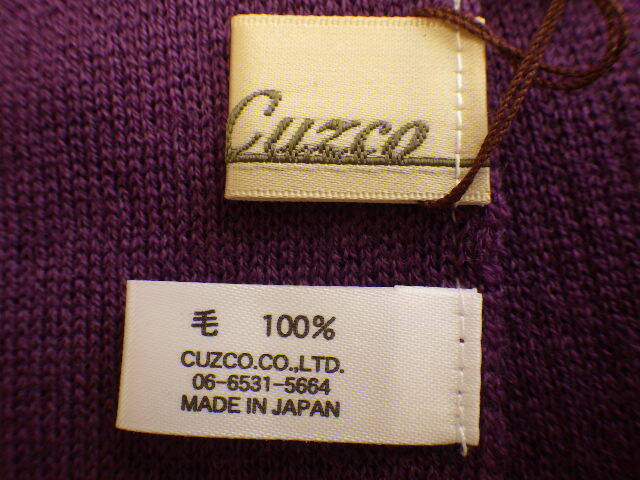 Cuzco
毛 100%
CUZCO.CO.,LTD.
06-6531-5664
MADE IN JAPAN